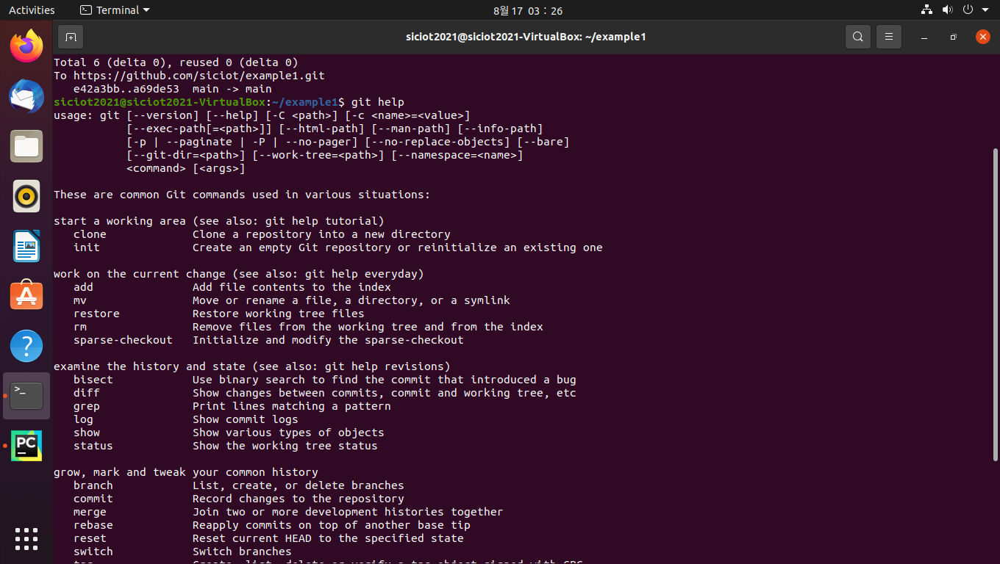 Activities
Terminal
8월 17 03 : 26
siciot2021@siciot2021-VirtualBox: ~/example1
Total 6 (delta 0), reused 0 (delta 0)
To https://github.com/siciot/example1.git
   e42a3bb..a69de53  main -> main
siciot2021@siciot2021-VirtualBox:~/example1$ git help
usage: git [--version] [--help] [-C <path>] [-c <name>=<value>]
           [--exec-path[=<path>]] [--html-path] [--man-path] [--info-path]
           [-p | --paginate | -P | --no-pager] [--no-replace-objects] [--bare]
           [--git-dir=<path>] [--work-tree=<path>] [--namespace=<name>]
           <command> [<args>]
These are common Git commands used in various situations:
start a working area (see also: git help tutorial)
   clone             Clone a repository into a new directory
   init              Create an empty Git repository or reinitialize an existing one
work on the current change (see also: git help everyday)
   add               Add file contents to the index
   mv                Move or rename a file, a directory, or a symlink
   restore           Restore working tree files
   rm                Remove files from the working tree and from the index
   sparse-checkout   Initialize and modify the sparse-checkout
examine the history and state (see also: git help revisions)
   bisect            Use binary search to find the commit that introduced a bug
   diff              Show changes between commits, commit and working tree, etc
   grep              Print lines matching a pattern
   log               Show commit logs
   show              Show various types of objects
   status            Show the working tree status
grow, mark and tweak your common history
   branch            List, create, or delete branches
   commit            Record changes to the repository
   merge             Join two or more development histories together
   rebase            Reapply commits on top of another base tip
   reset             Reset current HEAD to the specified state
   switch            Switch branches
   tag               Create, list, delete or verify a tag object signed with GPG
PC